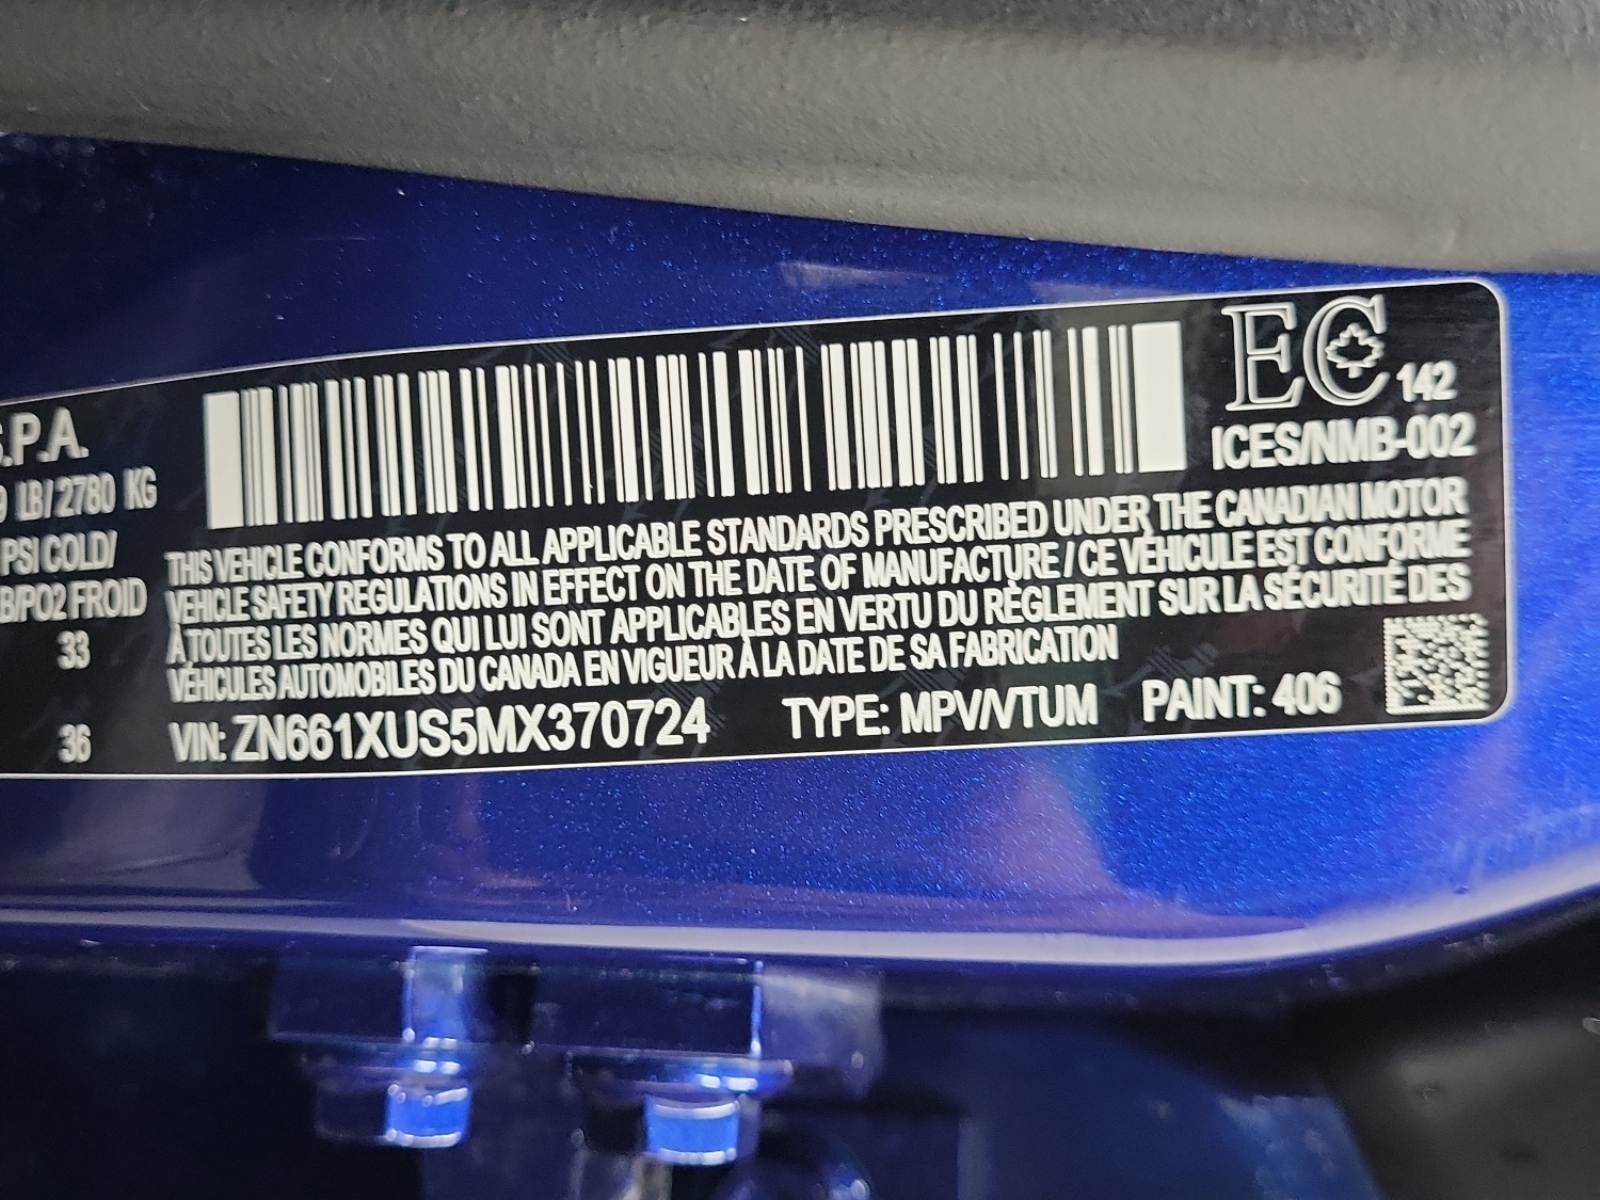 S.P.A.
9 LB/2780 KG
PSI COLD/
B/PO2 FROID
33
36
EC 142
ICES/NMB-002
THIS VEHICLE CONFORMS TO ALL APPLICABLE STANDARDS PRESCRIBED UNDER THE CANADIAN MOTOR
VEHICLE SAFETY REGULATIONS IN EFFECT ON THE DATE OF MANUFACTURE / CE VÉHICULE EST CONFORME
À TOUTES LES NORMES QUI LUI SONT APPLICABLES EN VERTU DU RÈGLEMENT SUR LA SÉCURITÉ DES
VÉHICULES AUTOMOBILES DU CANADA EN VIGUEUR À LA DATE DE SA FABRICATION
VIN: ZN661XUS5MX370724 TYPE: MPV/VTUM PAINT: 406